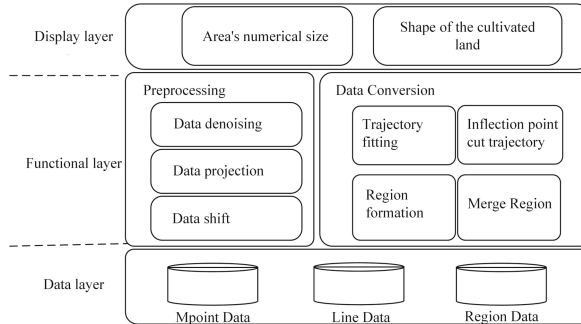 Display layer
Area's numerical size
Shape of the cultivated
land
Functional layer
Preprocessing
Data denoising
Data projection
Data shift
Data Conversion
Trajectory
fitting
Inflection point
cut trajectory
Region
formation
Merge Region
Data layer
Mpoint Data
Line Data
Region Data